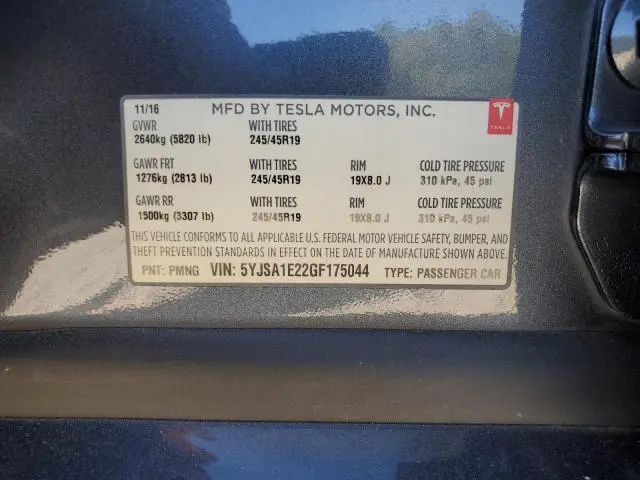 11/16 MFD BY TESLA MOTORS, INC.
GVWR WITH TIRES
2640kg (5820 lb) 245/45R19
GAWR FRT WITH TIRES RIM COLD TIRE PRESSURE
1276kg (2813 lb) 245/45R19 19X8.0 J 310 kPa, 45 psi
GAWR RR WITH TIRES RIM COLD TIRE PRESSURE
1500kg (3307 lb) 245/45R19 19X8.0 J 310 kPa, 45 psi
THIS VEHICLE CONFORMS TO ALL APPLICABLE U.S. FEDERAL MOTOR VEHICLE SAFETY, BUMPER, AND
THEFT PREVENTION STANDARDS IN EFFECT ON THE DATE OF MANUFACTURE SHOWN ABOVE.
PNT: PMNG VIN: 5YJSA1E22GF175044 TYPE: PASSENGER CAR